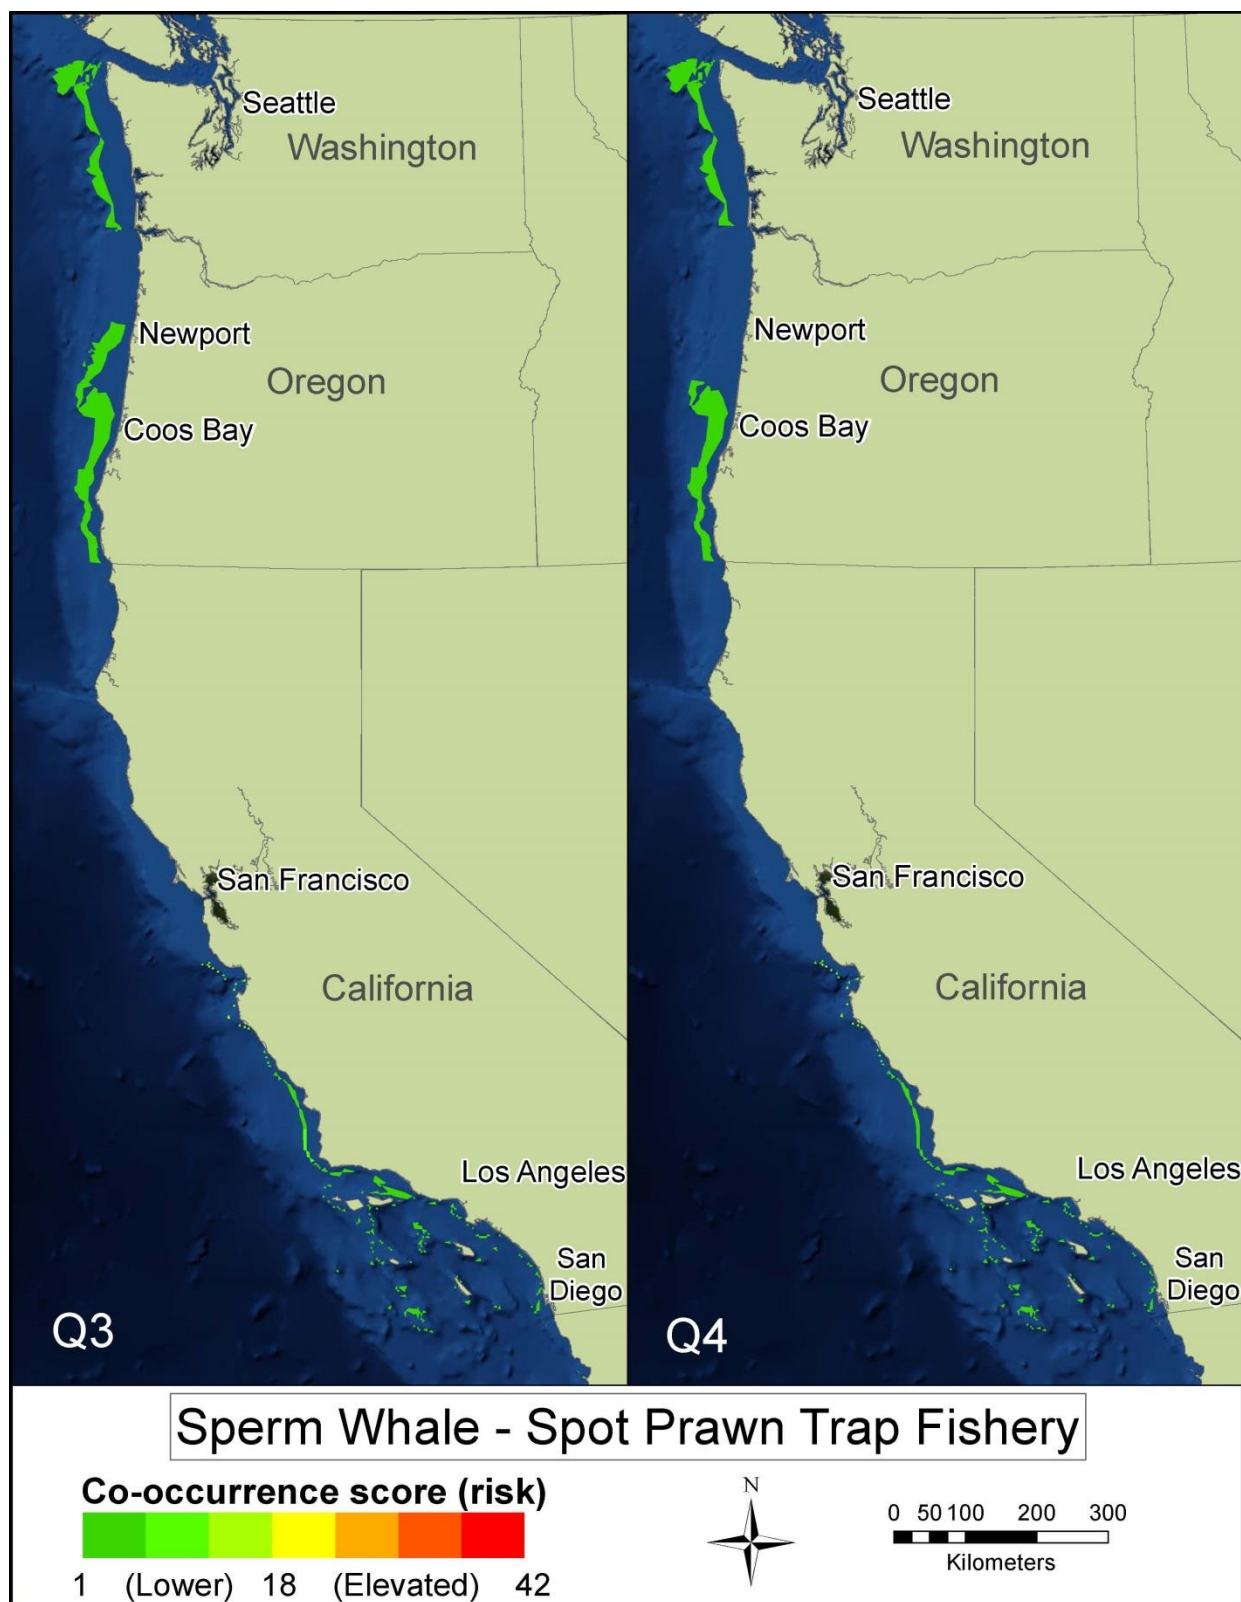 Seattle
Washington
Newport
Oregon
Coos Bay
San Francisco
California
Los Angeles
San
Diego
Q3
Seattle
Washington
Newport
Oregon
Coos Bay
San Francisco
California
Los Angeles
San
Diego
Q4
Sperm Whale - Spot Prawn Trap Fishery
Co-occurrence score (risk)
1 (Lower) 18 (Elevated) 42
N
0 50 100 200 300
Kilometers